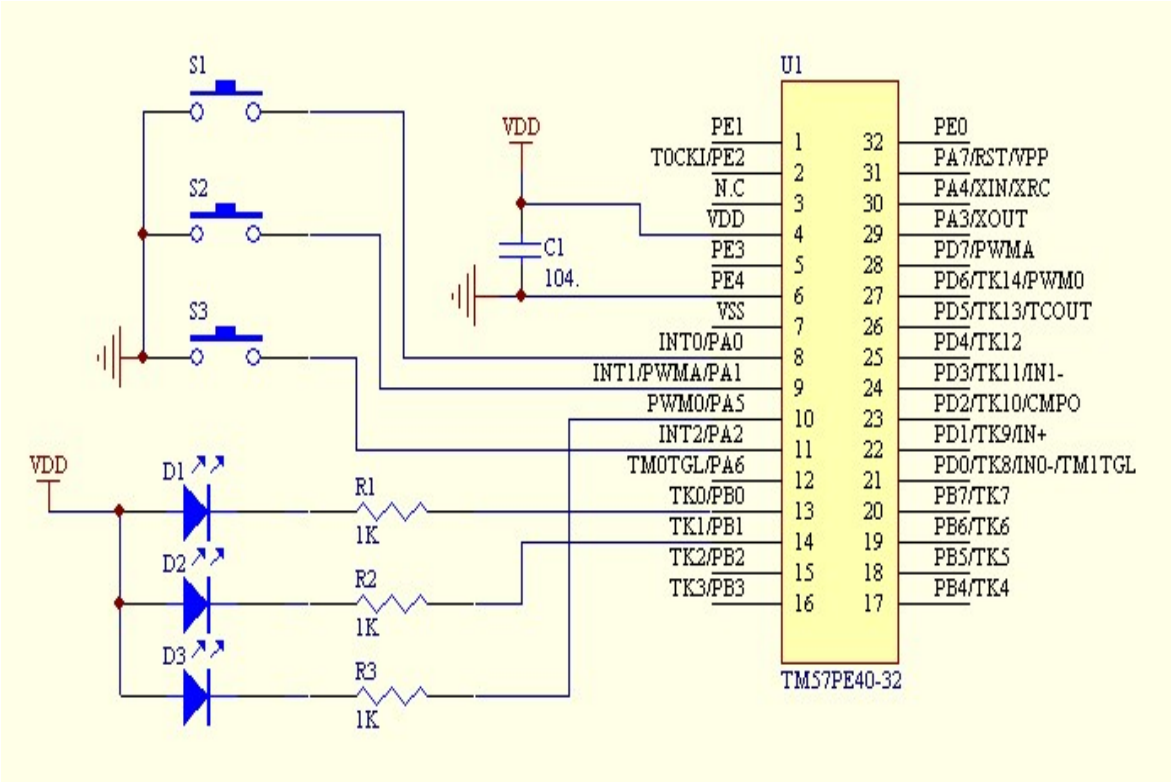 S1
U1
VDD
PE1
1
32
PE0
T0CKI/PE2
2
31
PA7/RST/VPP
N.C
3
30
PA4/XIN/XRC
S2
VDD
4
29
PA3/XOUT
C1
104.
PE3
5
28
PD7/PWMA
PE4
6
27
PD6/TK14/PWM0
S3
VSS
7
26
PD5/TK13/TCOUT
INT0/PA0
8
25
PD4/TK12
INT1/PWMA/PA1
9
24
PD3/TK11/IN1-
PWM0/PA5
10
23
PD2/TK10/CMPO
INT2/PA2
11
22
PD1/TK9/IN+
VDD
D1
TM0TGL/PA6
12
21
PD0/TK8/IN0-/TM1TGL
R1
1K
TK0/PB0
13
20
PB7/TK7
TK1/PB1
14
19
PB6/TK6
D2
TK2/PB2
15
18
PB5/TK5
R2
1K
TK3/PB3
16
17
PB4/TK4
D3
R3
1K
TM57PE40-32